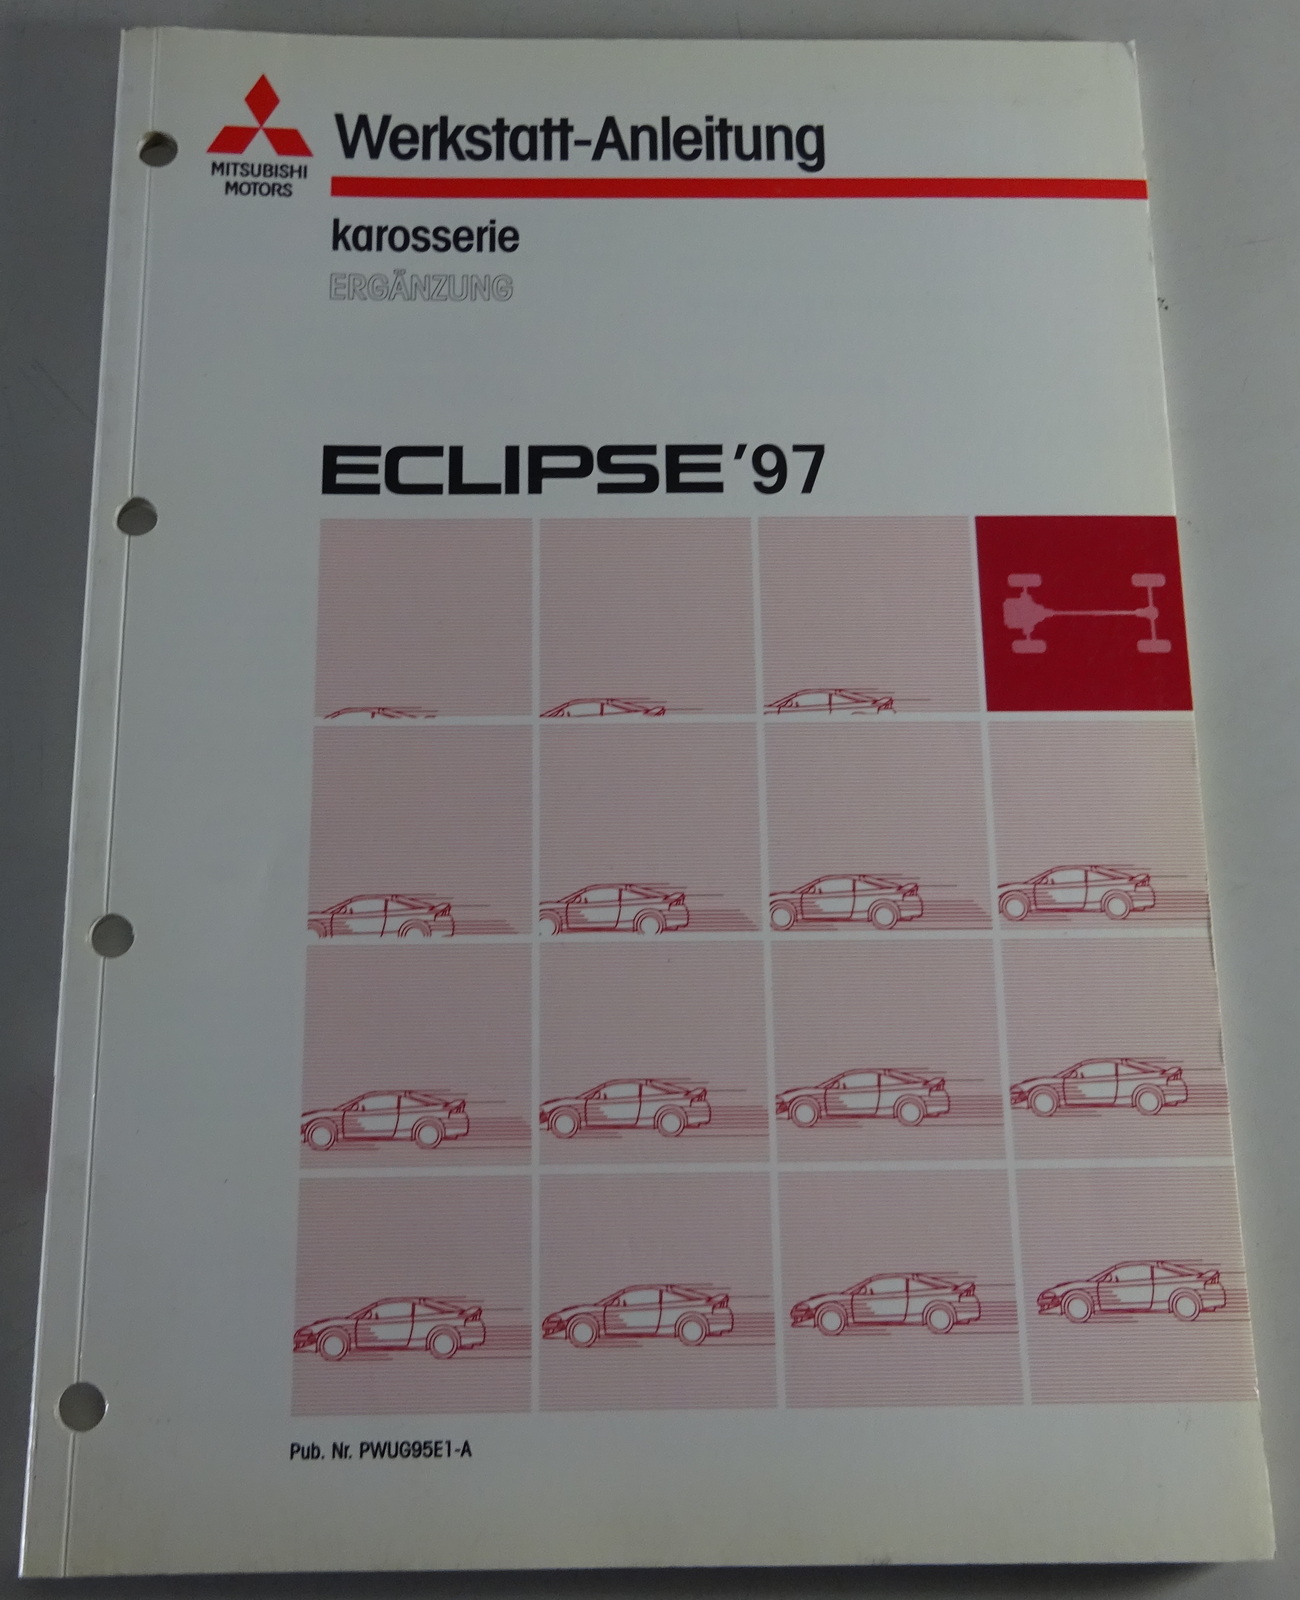 MITSUBISHI
MOTORS
Werkstatt-Anleitung
karosserie
ERGÄNZUNG
ECLIPSE '97
Pub. Nr. PWUG95E1-A